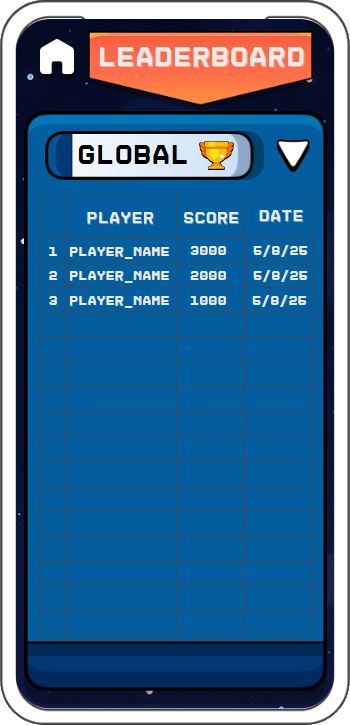 LEADERBOARD
GLOBAL
PLAYER SCORE DATE
1 PLAYER_NAME 3000 5/8/25
2 PLAYER_NAME 2000 5/8/25
3 PLAYER_NAME 1000 5/8/25